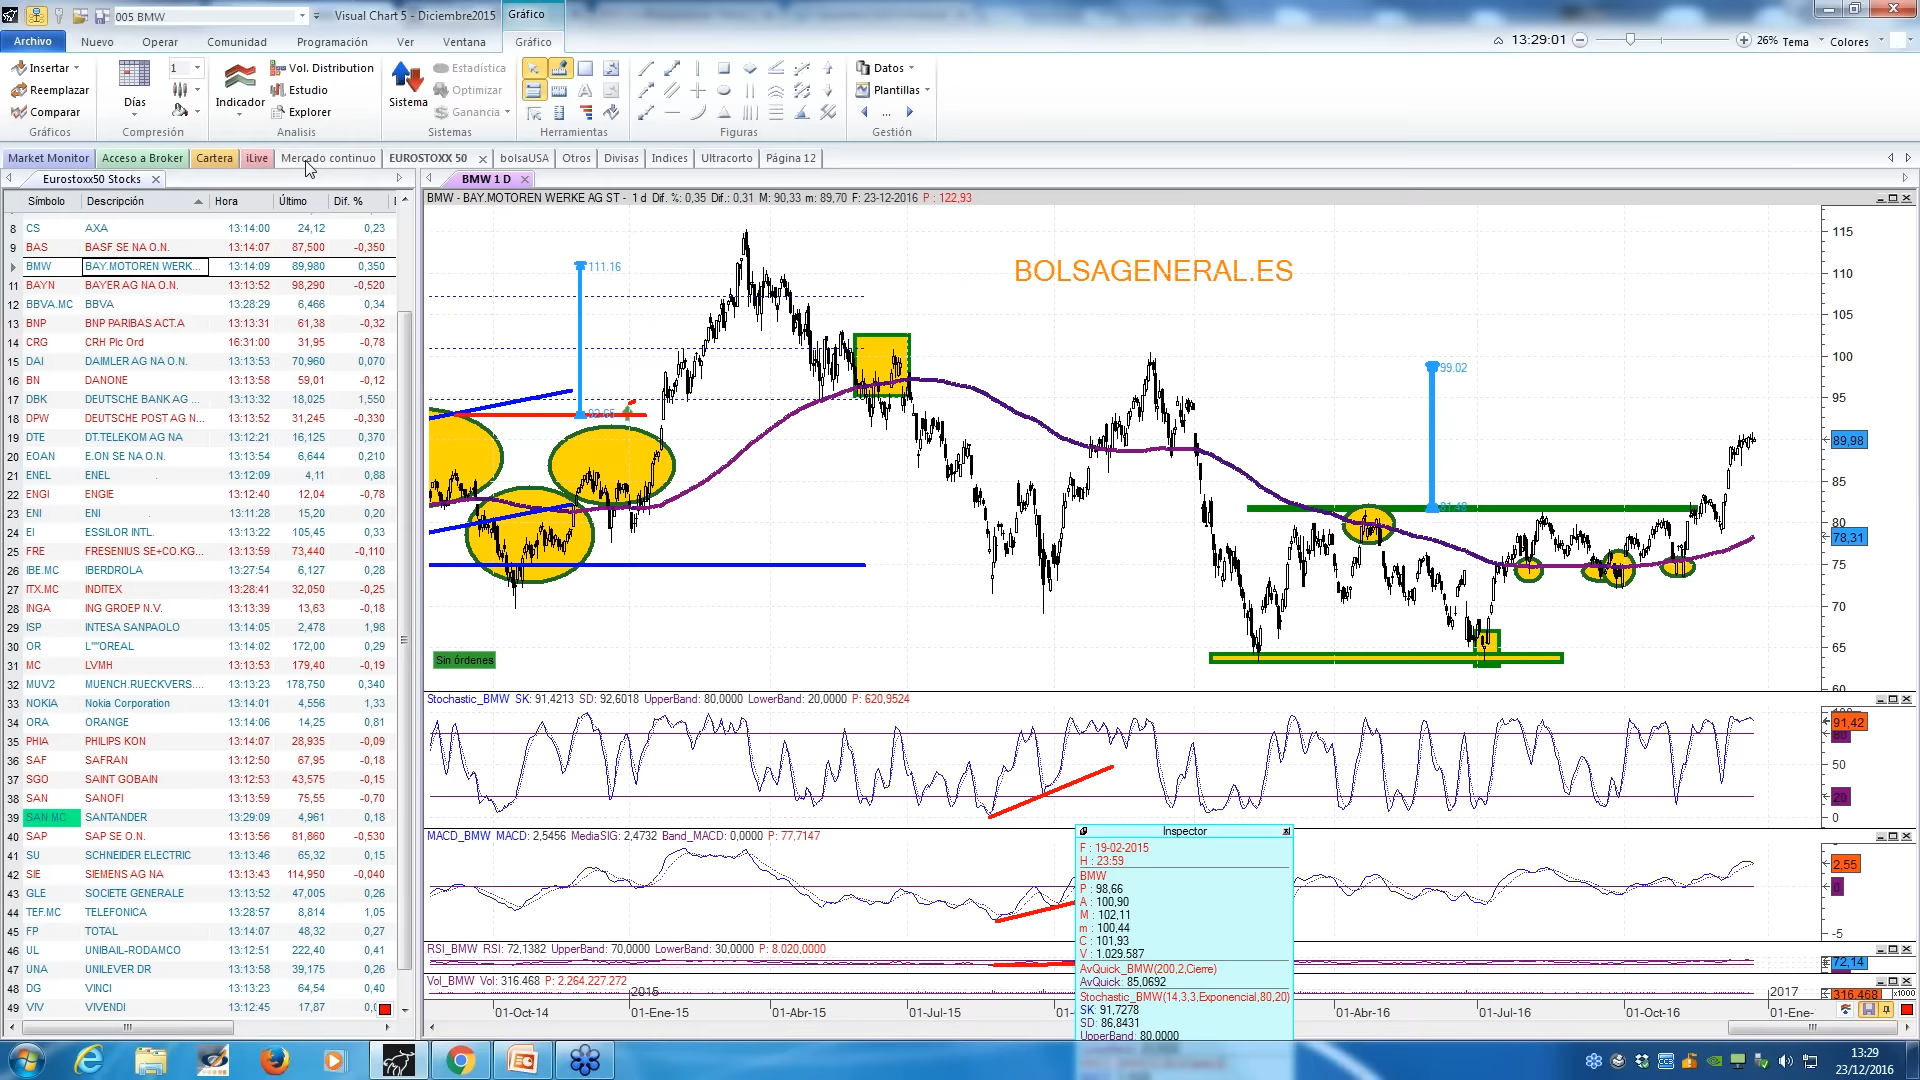 005 BMW
Visual Chart 5 - Diciembre2015
Gráfico
Archivo Nuevo Operar Comunidad Programación Ver Ventana Gráfico
13:29:01 26% Tema Colores
Insertar
Reemplazar
Comparar
Gráficos
1
Días
Compresión
Indicador
Vol. Distribution
Estudio
Explorer
Analisis
Sistema
Estadística
Optimizar
Ganancia
Sistemas
Herramientas
Figuras
Datos
Plantillas
...
Gestión
Market Monitor Acceso a Broker Cartera iLive Mercado continuo EUROSTOXX 50 bolsaUSA Otros Divisas Indices Ultracorto Página 12
Eurostoxx50 Stocks
Símbolo Descripción Hora Último Dif. %
8 CS AXA 13:14:00 24,12 0,23
9 BAS BASF SE NA O.N. 13:14:07 87,500 -0,350
BMW BAY.MOTOREN WERK... 13:14:09 89,980 0,350
11 BAYN BAYER AG NA O.N. 13:13:52 98,290 -0,520
12 BBVA.MC BBVA 13:28:29 6,466 0,34
13 BNP BNP PARIBAS ACT.A 13:13:31 61,38 -0,32
14 CRG CRH Plc Ord 16:31:00 31,95 -0,78
15 DAI DAIMLER AG NA O.N. 13:13:53 70,960 0,070
16 BN DANONE 13:13:58 59,01 -0,12
17 DBK DEUTSCHE BANK AG ... 13:13:32 18,025 1,550
18 DPW DEUTSCHE POST AG N... 13:13:52 31,245 -0,330
19 DTE DT.TELEKOM AG NA 13:12:21 16,125 0,370
20 EOAN E.ON SE NA O.N. 13:13:54 6,644 0,210
21 ENEL ENEL . 13:12:09 4,11 0,88
22 ENGI ENGIE 13:12:40 12,04 -0,78
23 ENI ENI . 13:11:28 15,20 0,20
24 EI ESSILOR INTL. 13:13:22 105,45 0,33
25 FRE FRESENIUS SE+CO.KG... 13:13:59 73,440 -0,110
26 IBE.MC IBERDROLA 13:27:54 6,127 0,28
27 ITX.MC INDITEX 13:28:41 32,050 -0,25
28 INGA ING GROEP N.V. 13:13:39 13,63 -0,18
29 ISP INTESA SANPAOLO 13:14:05 2,478 1,98
30 OR L""OREAL 13:14:02 172,00 0,29
31 MC LVMH 13:13:53 179,40 -0,19
32 MUV2 MUENCH.RUECKVERS.... 13:13:23 178,750 0,340
33 NOKIA Nokia Corporation 13:14:01 4,556 1,33
34 ORA ORANGE 13:14:06 14,25 0,81
35 PHIA PHILIPS KON 13:14:07 28,935 -0,09
36 SAF SAFRAN 13:12:50 67,95 -0,18
37 SGO SAINT GOBAIN 13:12:53 43,575 -0,15
38 SAN SANOFI 13:13:59 75,55 -0,70
39 SAN.MC SANTANDER 13:29:09 4,961 0,18
40 SAP SAP SE O.N. 13:13:56 81,860 -0,530
41 SU SCHNEIDER ELECTRIC 13:13:46 65,32 0,15
42 SIE SIEMENS AG NA 13:13:43 114,950 -0,040
43 GLE SOCIETE GENERALE 13:13:52 47,005 0,26
44 TEF.MC TELEFONICA 13:28:57 8,814 1,05
45 FP TOTAL 13:13:07 48,32 0,27
46 UL UNIBAIL-RODAMCO 13:12:51 222,40 0,41
47 UNA UNILEVER DR 13:13:58 39,175 0,26
48 DG VINCI 13:13:23 64,54 0,40
49 VIV VIVENDI 13:12:45 17,87
BMW 1 D
BMW - BAY.MOTOREN WERKE AG ST - 1 d Dif. %: 0,35 Dif.: 0,31 M: 90,33 m: 89,70 F: 23-12-2016 P : 122,93
BOLSAGENERAL.ES
111.16
92.65
99.02
81.48
115
110
105
100
95
89,98
85
80
78,31
75
70
65
60
Sin órdenes
Stochastic_BMW SK: 91,4213 SD: 92,6018 UpperBand: 80,0000 LowerBand: 20,0000 P: 620,9524
91,42
80
50
20
0
MACD_BMW MACD: 2,5456 MediaSIG: 2,4732 Band_MACD: 0,0000 P: 77,7147
2,55
0
-5
RSI_BMW RSI: 72,1382 UpperBand: 70,0000 LowerBand: 30,0000 P: 8.020,0000
72,14
Vol_BMW Vol: 316.468 P: 2.264.227.272
316.468 x1000
2015 2017
01-Oct-14 01-Ene-15 01-Abr-15 01-Jul-15 01-Abr-16 01-Jul-16 01-Oct-16 01-Ene-
Inspector
F : 19-02-2015
H : 23:59
BMW
P : 98,66
A : 100,90
M : 102,11
m : 100,44
C : 101,93
V : 1.029.587
AvQuick_BMW(200,2,Cierre)
AvQuick: 85,0692
Stochastic_BMW(14,3,3,Exponencial,80,20)
SK: 91,7278
SD: 86,8431
UpperBand: 80,0000
13:29
23/12/2016